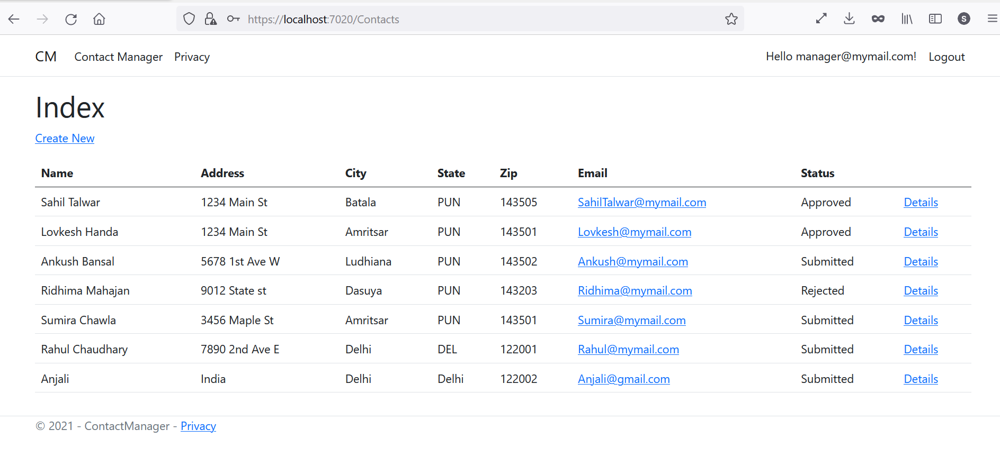 https://localhost:7020/Contacts
S
CM Contact Manager Privacy Hello manager@mymail.com! Logout
Index
Create New
Name Address City State Zip Email Status
Sahil Talwar 1234 Main St Batala PUN 143505 SahilTalwar@mymail.com Approved Details
Lovkesh Handa 1234 Main St Amritsar PUN 143501 Lovkesh@mymail.com Approved Details
Ankush Bansal 5678 1st Ave W Ludhiana PUN 143502 Ankush@mymail.com Submitted Details
Ridhima Mahajan 9012 State st Dasuya PUN 143203 Ridhima@mymail.com Rejected Details
Sumira Chawla 3456 Maple St Amritsar PUN 143501 Sumira@mymail.com Submitted Details
Rahul Chaudhary 7890 2nd Ave E Delhi DEL 122001 Rahul@mymail.com Submitted Details
Anjali India Delhi Delhi 122002 Anjali@gmail.com Submitted Details
© 2021 - ContactManager - Privacy